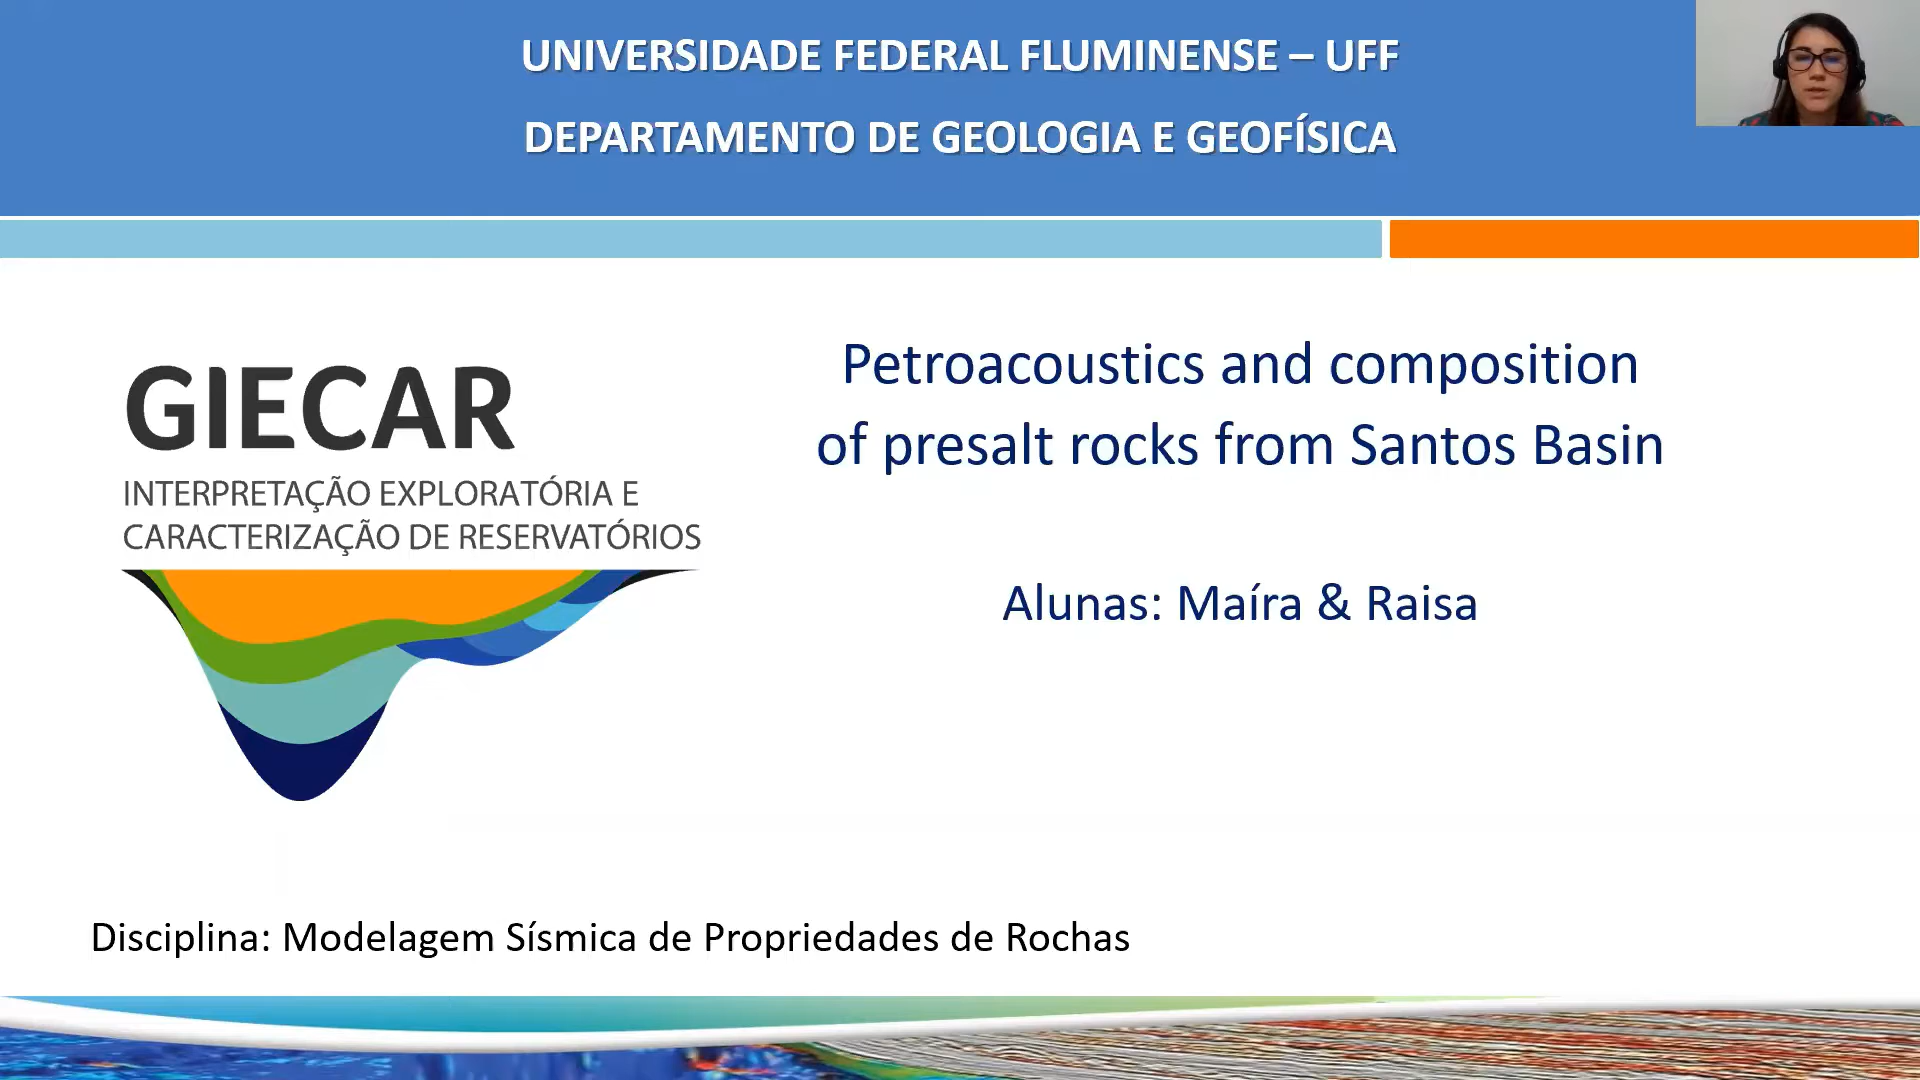 UNIVERSIDADE FEDERAL FLUMINENSE – UFF
DEPARTAMENTO DE GEOLOGIA E GEOFÍSICA
GIECAR
INTERPRETAÇÃO EXPLORATÓRIA E
CARACTERIZAÇÃO DE RESERVATÓRIOS
Petroacoustics and composition
of presalt rocks from Santos Basin
Alunas: Maíra & Raisa
Disciplina: Modelagem Sísmica de Propriedades de Rochas